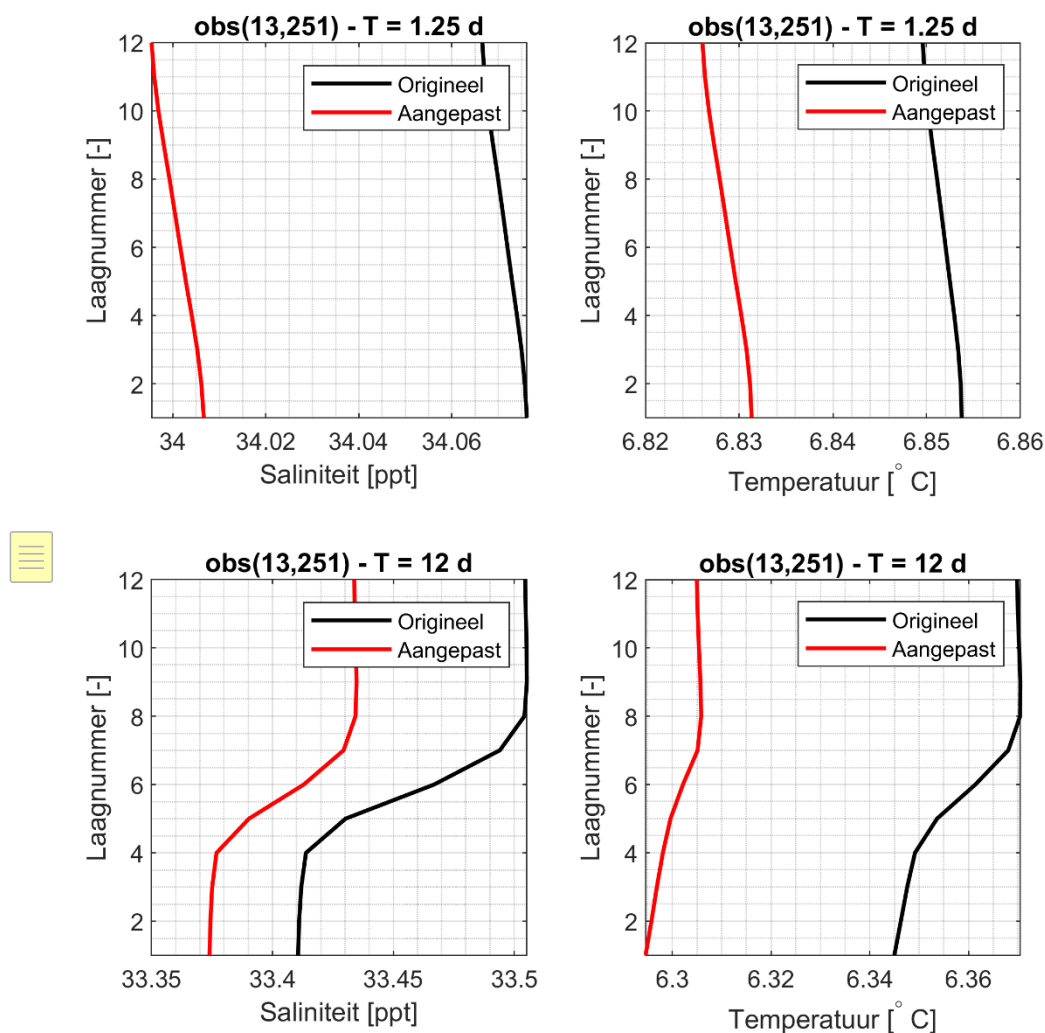 obs(13,251) - T = 1.25 d
12
10
8
6
4
2
Laagnummer [-]
Origineel
Aangepast
34
34.02
34.04
34.06
Saliniteit [ppt]
obs(13,251) - T = 1.25 d
12
10
8
6
4
2
Laagnummer [-]
Origineel
Aangepast
6.82
6.83
6.84
6.85
6.86
Temperatuur [° C]
obs(13,251) - T = 12 d
12
10
8
6
4
2
Laagnummer [-]
Origineel
Aangepast
33.35
33.4
33.45
33.5
Saliniteit [ppt]
obs(13,251) - T = 12 d
12
10
8
6
4
2
Laagnummer [-]
Origineel
Aangepast
6.3
6.32
6.34
6.36
Temperatuur [° C]